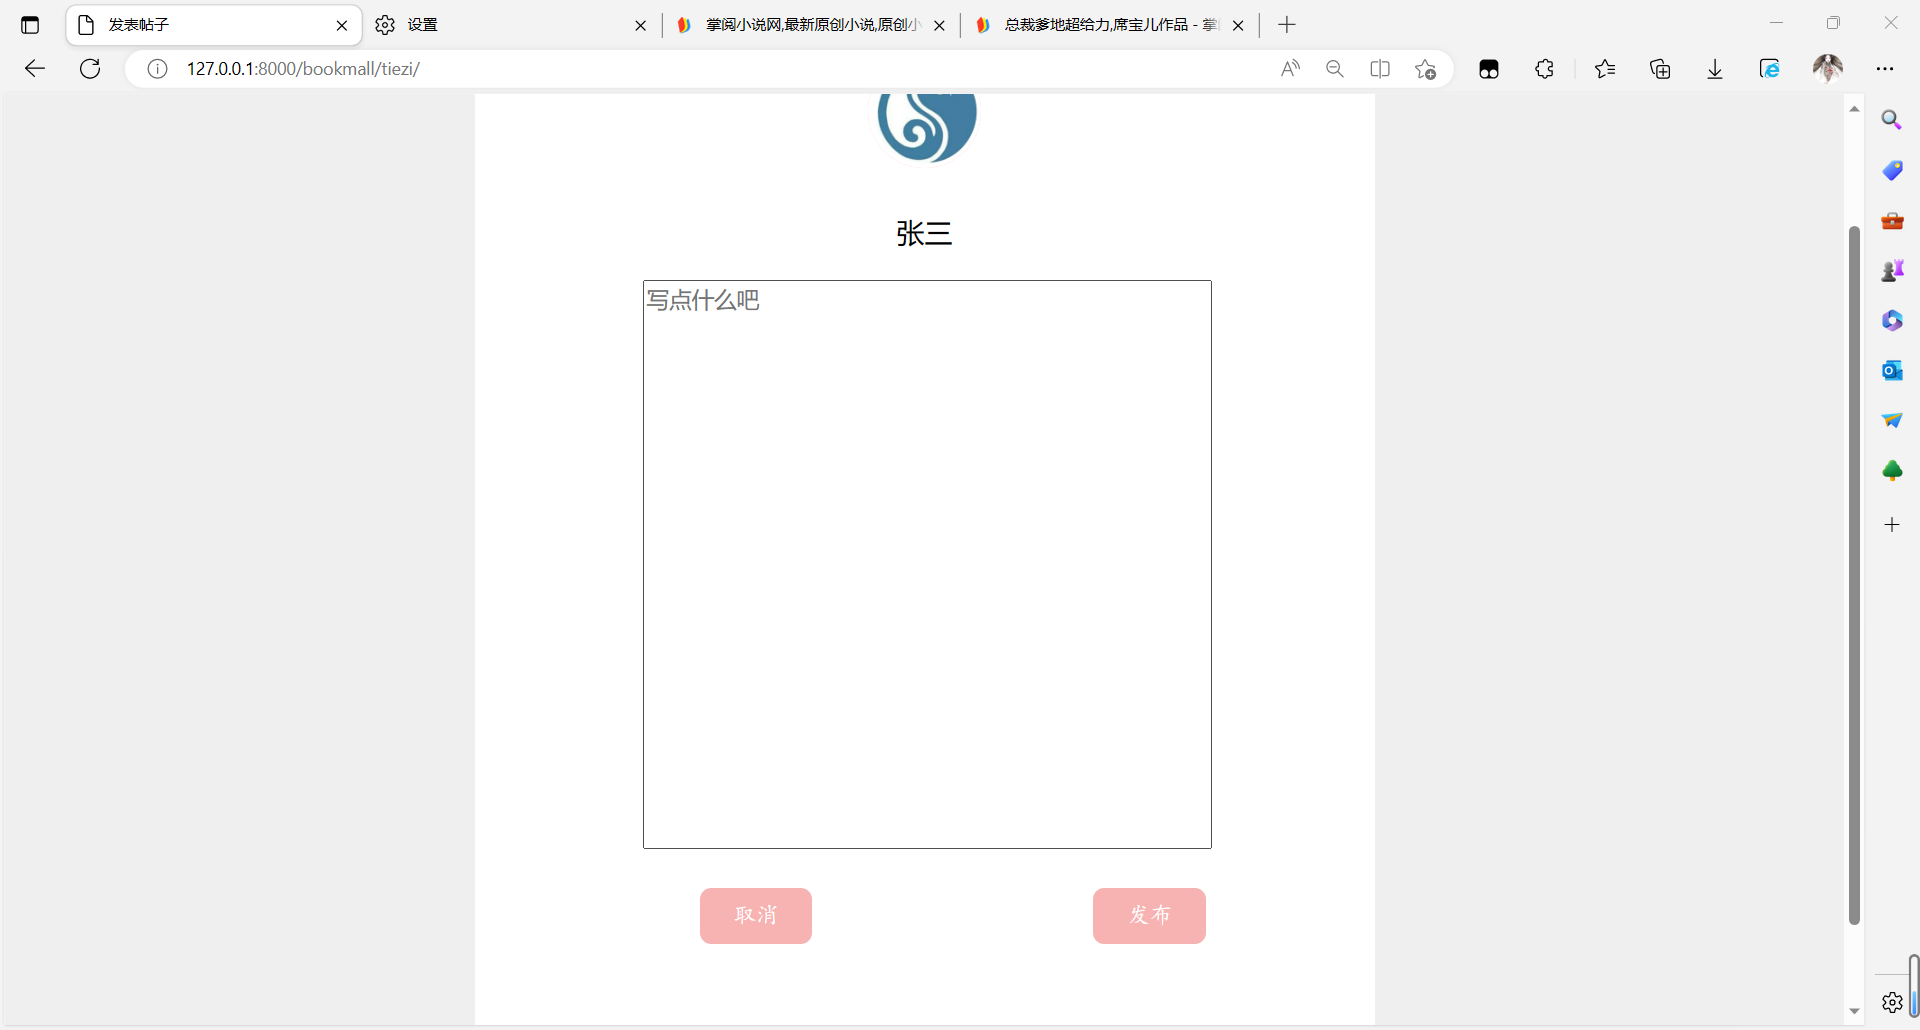 发表帖子
设置
掌阅小说网,最新原创小说,原创小
总裁爹地超给力,席宝儿作品 - 掌
127.0.0.1:8000/bookmall/tiezi/
张三
写点什么吧
取消
发布